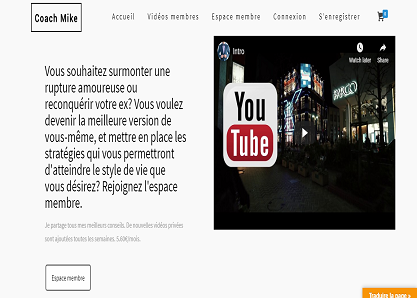 Coach Mike
Accueil Vidéos membres Espace membre Connexion S'enregistrer
Intro
Watch later Share
PARCO
You
Tube
Vous souhaitez surmonter une
rupture amoureuse ou
reconquérir votre ex? Vous voulez
devenir la meilleure version de
vous-même, et mettre en place les
stratégies qui vous permettront
d'atteindre le style de vie que
vous désirez? Rejoignez l'espace
membre.
Je partage tous mes meilleurs conseils. De nouvelles vidéos privées
sont ajoutées toutes les semaines. 5.60€/mois.
Espace membre
Traduire la page »